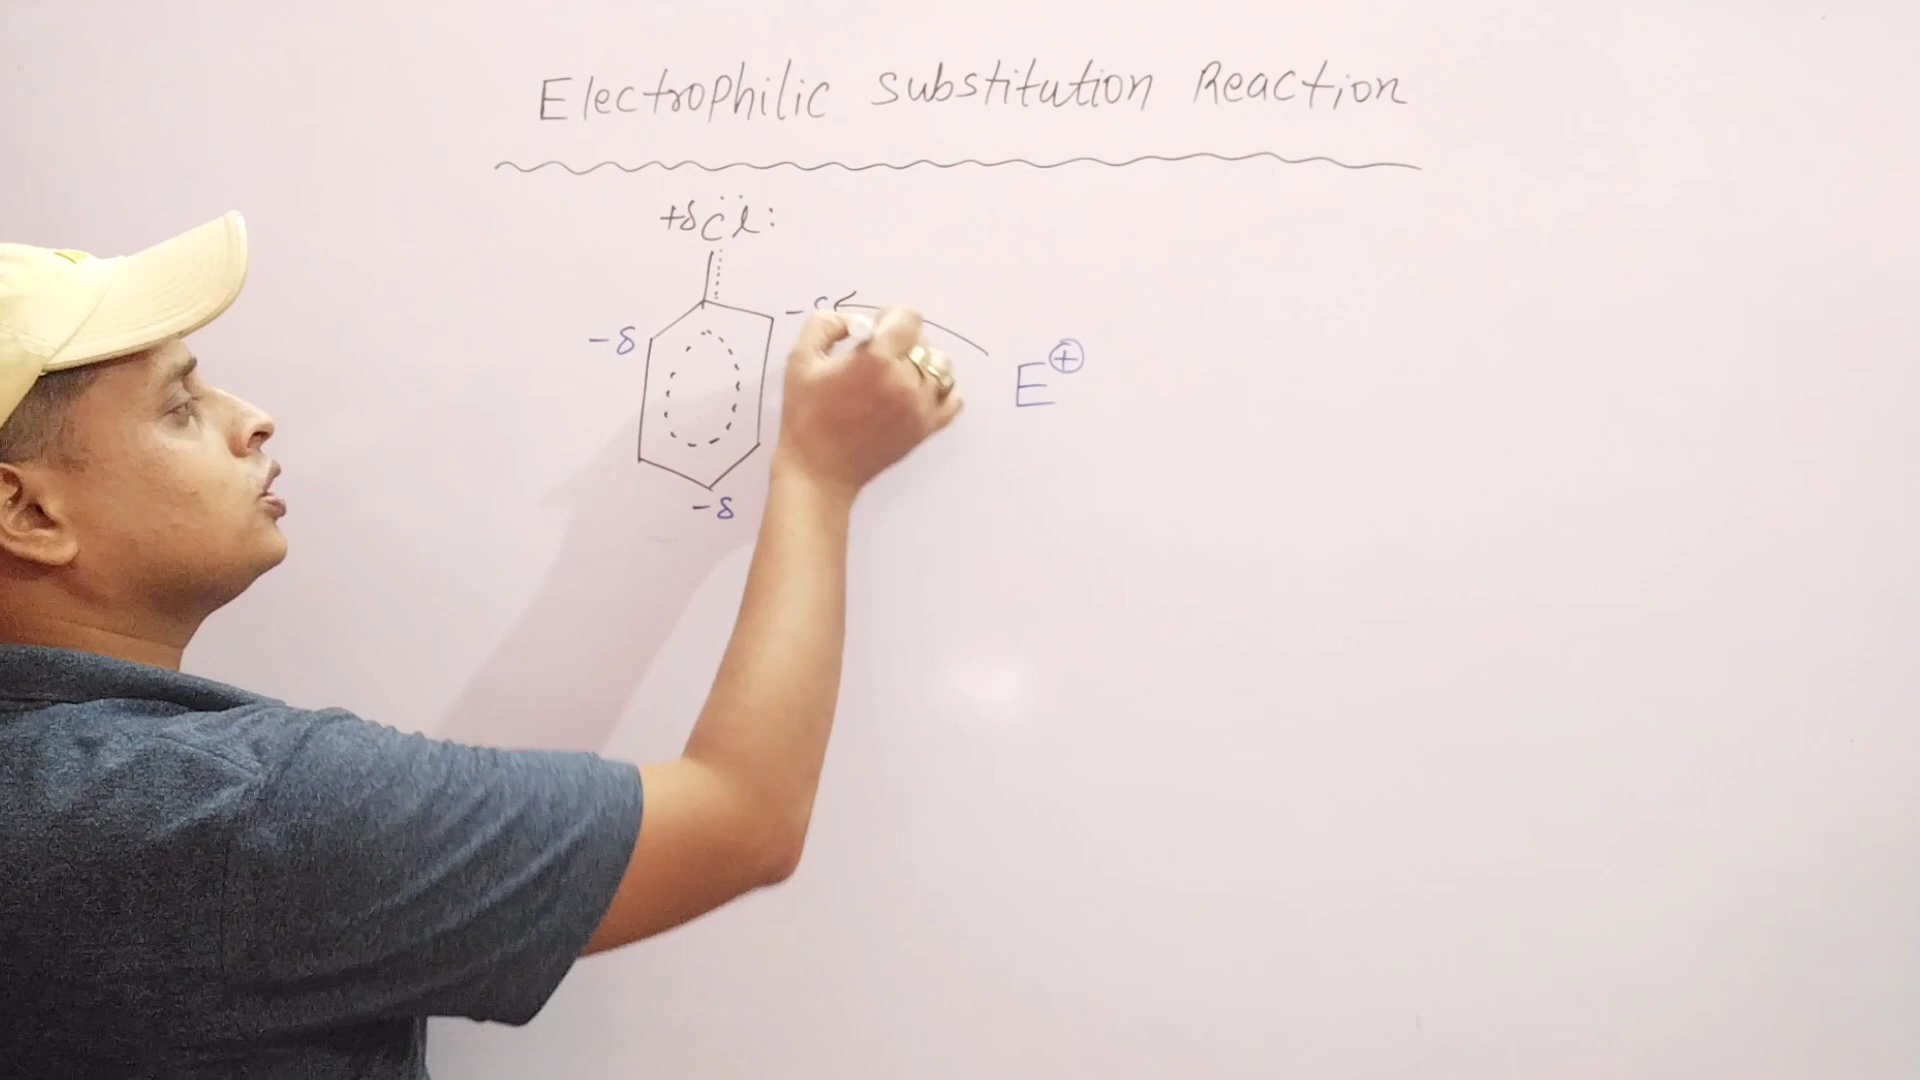 Electrophilic Substitution Reaction
+δCl:
-δ
E⊕
-δ